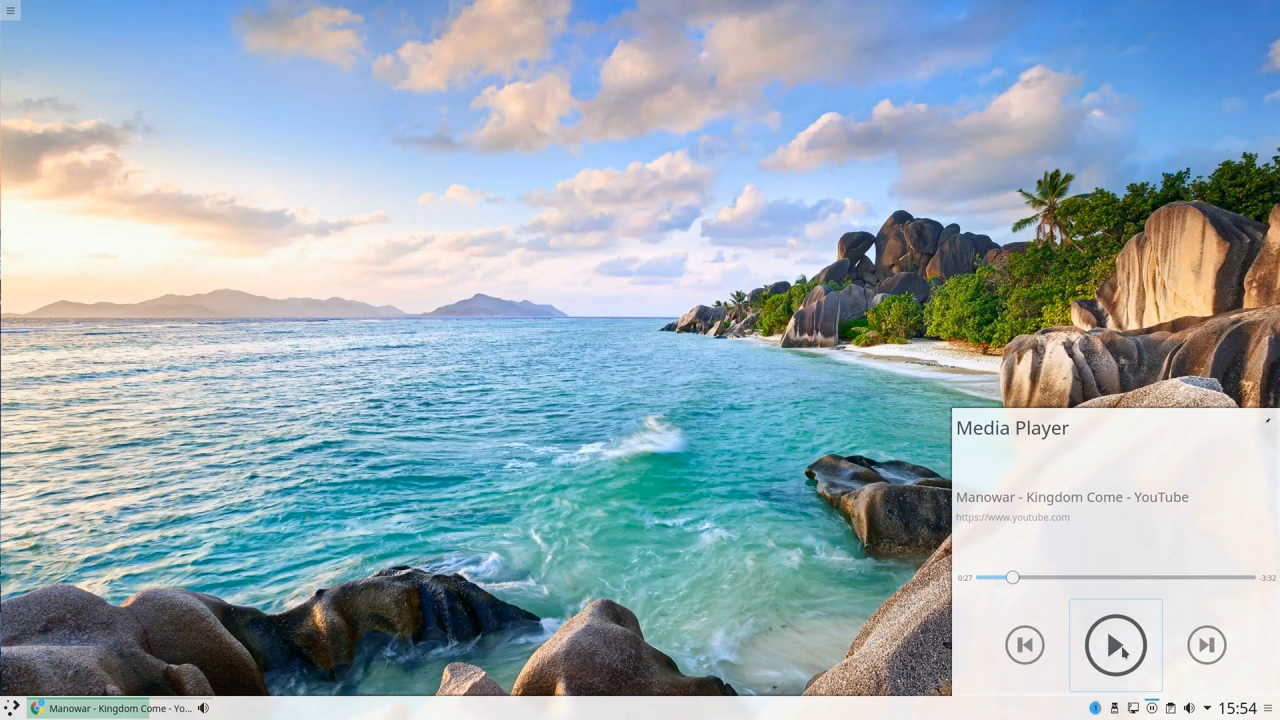 Media Player
Manowar - Kingdom Come - YouTube
https://www.youtube.com
0:27
-3:32
Manowar - Kingdom Come - Yo...
1
15:54